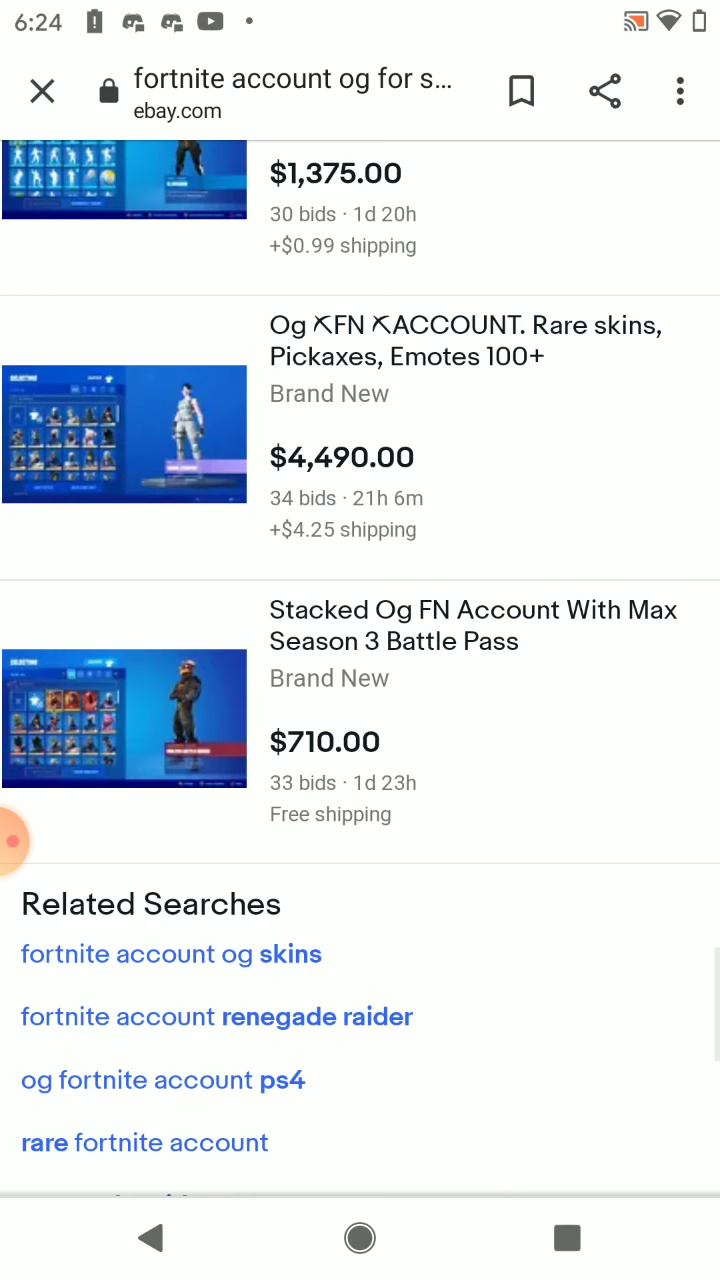 6:24
fortnite account og for s...
ebay.com
$1,375.00
30 bids · 1d 20h
+$0.99 shipping
Og ⛏FN ⛏ACCOUNT. Rare skins,
Pickaxes, Emotes 100+
Brand New
$4,490.00
34 bids · 21h 6m
+$4.25 shipping
Stacked Og FN Account With Max
Season 3 Battle Pass
Brand New
$710.00
33 bids · 1d 23h
Free shipping
Related Searches
fortnite account og skins
fortnite account renegade raider
og fortnite account ps4
rare fortnite account